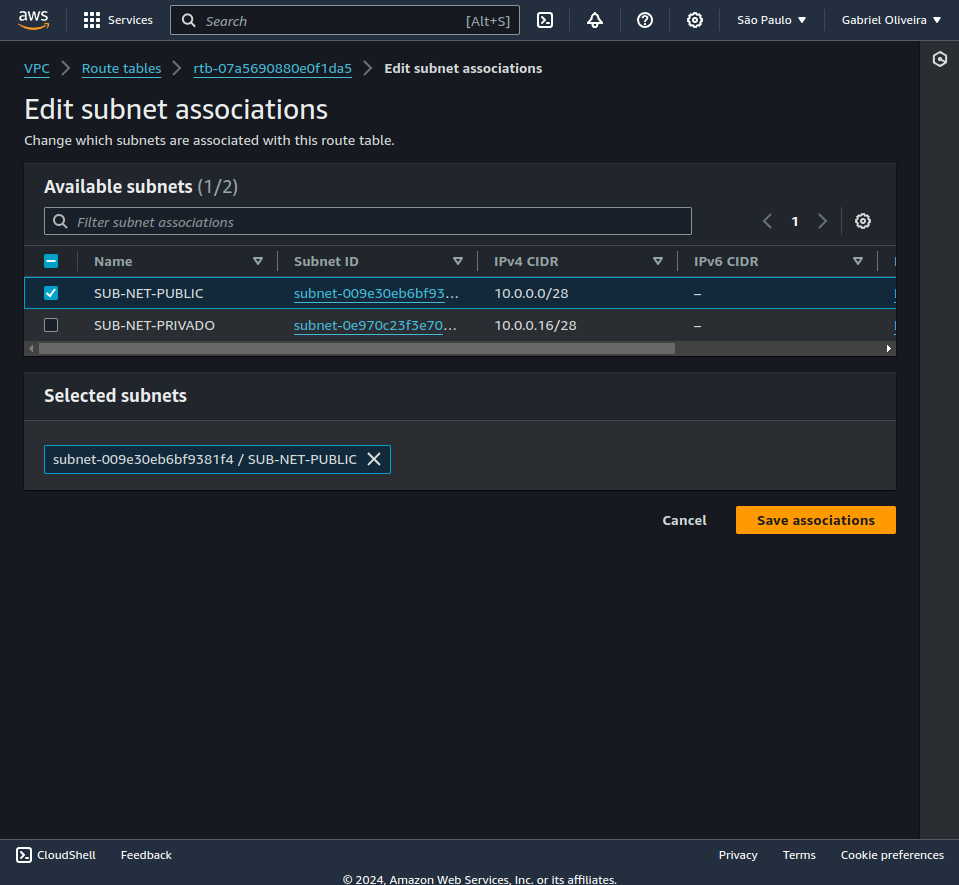 aws
Services
Search [Alt+S]
São Paulo
Gabriel Oliveira
VPC
Route tables
rtb-07a5690880e0f1da5
Edit subnet associations
Edit subnet associations
Change which subnets are associated with this route table.
Available subnets (1/2)
Filter subnet associations
1
Name Subnet ID IPv4 CIDR IPv6 CIDR
SUB-NET-PUBLIC subnet-009e30eb6bf93... 10.0.0.0/28 –
SUB-NET-PRIVADO subnet-0e970c23f3e70... 10.0.0.16/28 –
Selected subnets
subnet-009e30eb6bf9381f4 / SUB-NET-PUBLIC
Cancel
Save associations
CloudShell Feedback Privacy Terms Cookie preferences
© 2024, Amazon Web Services, Inc. or its affiliates.